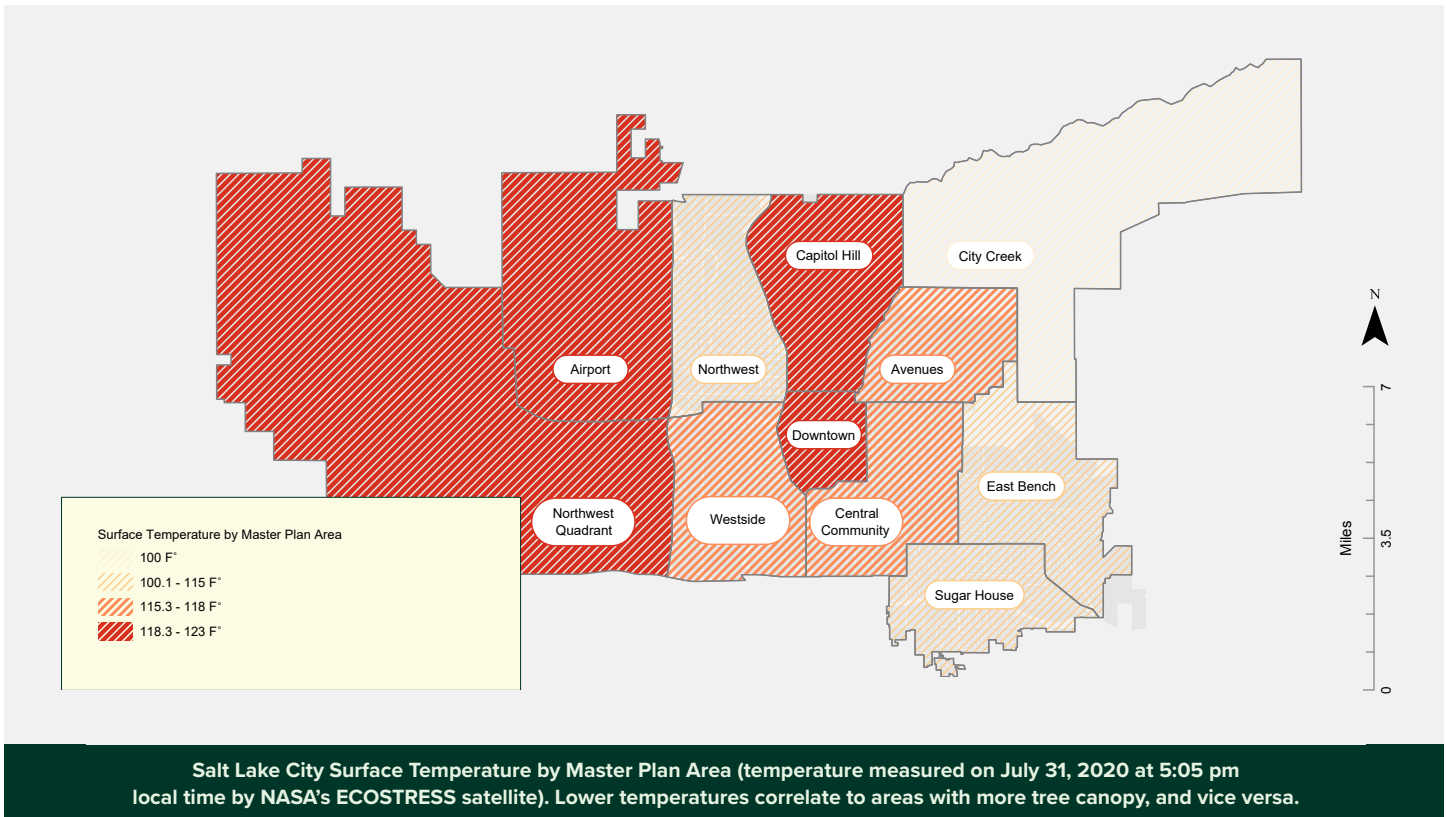 Capitol Hill
City Creek
N
Airport
Northwest
Avenues
7
Downtown
East Bench
Northwest
Quadrant
Westside
Central
Community
Miles
3.5
Surface Temperature by Master Plan Area
100 F°
100.1 - 115 F°
115.3 - 118 F°
118.3 - 123 F°
Sugar House
0
Salt Lake City Surface Temperature by Master Plan Area (temperature measured on July 31, 2020 at 5:05 pm
local time by NASA's ECOSTRESS satellite). Lower temperatures correlate to areas with more tree canopy, and vice versa.